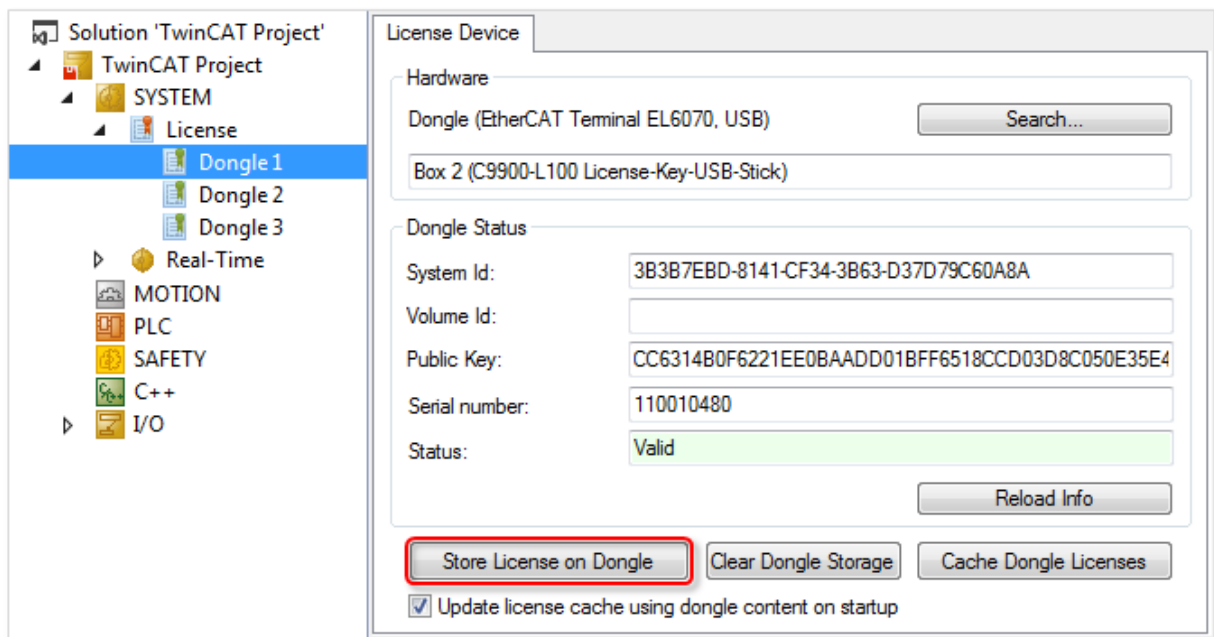 Solution 'TwinCAT Project'
TwinCAT Project
SYSTEM
License
Dongle 1
Dongle 2
Dongle 3
Real-Time
MOTION
PLC
SAFETY
C++
I/O
License Device
Hardware
Dongle (EtherCAT Terminal EL6070, USB)
Search...
Box 2 (C9900-L100 License-Key-USB-Stick)
Dongle Status
System Id: 3B3B7EBD-8141-CF34-3B63-D37D79C60A8A
Volume Id:
Public Key: CC6314B0F6221EE0BAADD01BFF6518CCD03D8C050E35E4
Serial number: 110010480
Status: Valid
Reload Info
Store License on Dongle Clear Dongle Storage Cache Dongle Licenses
Update license cache using dongle content on startup